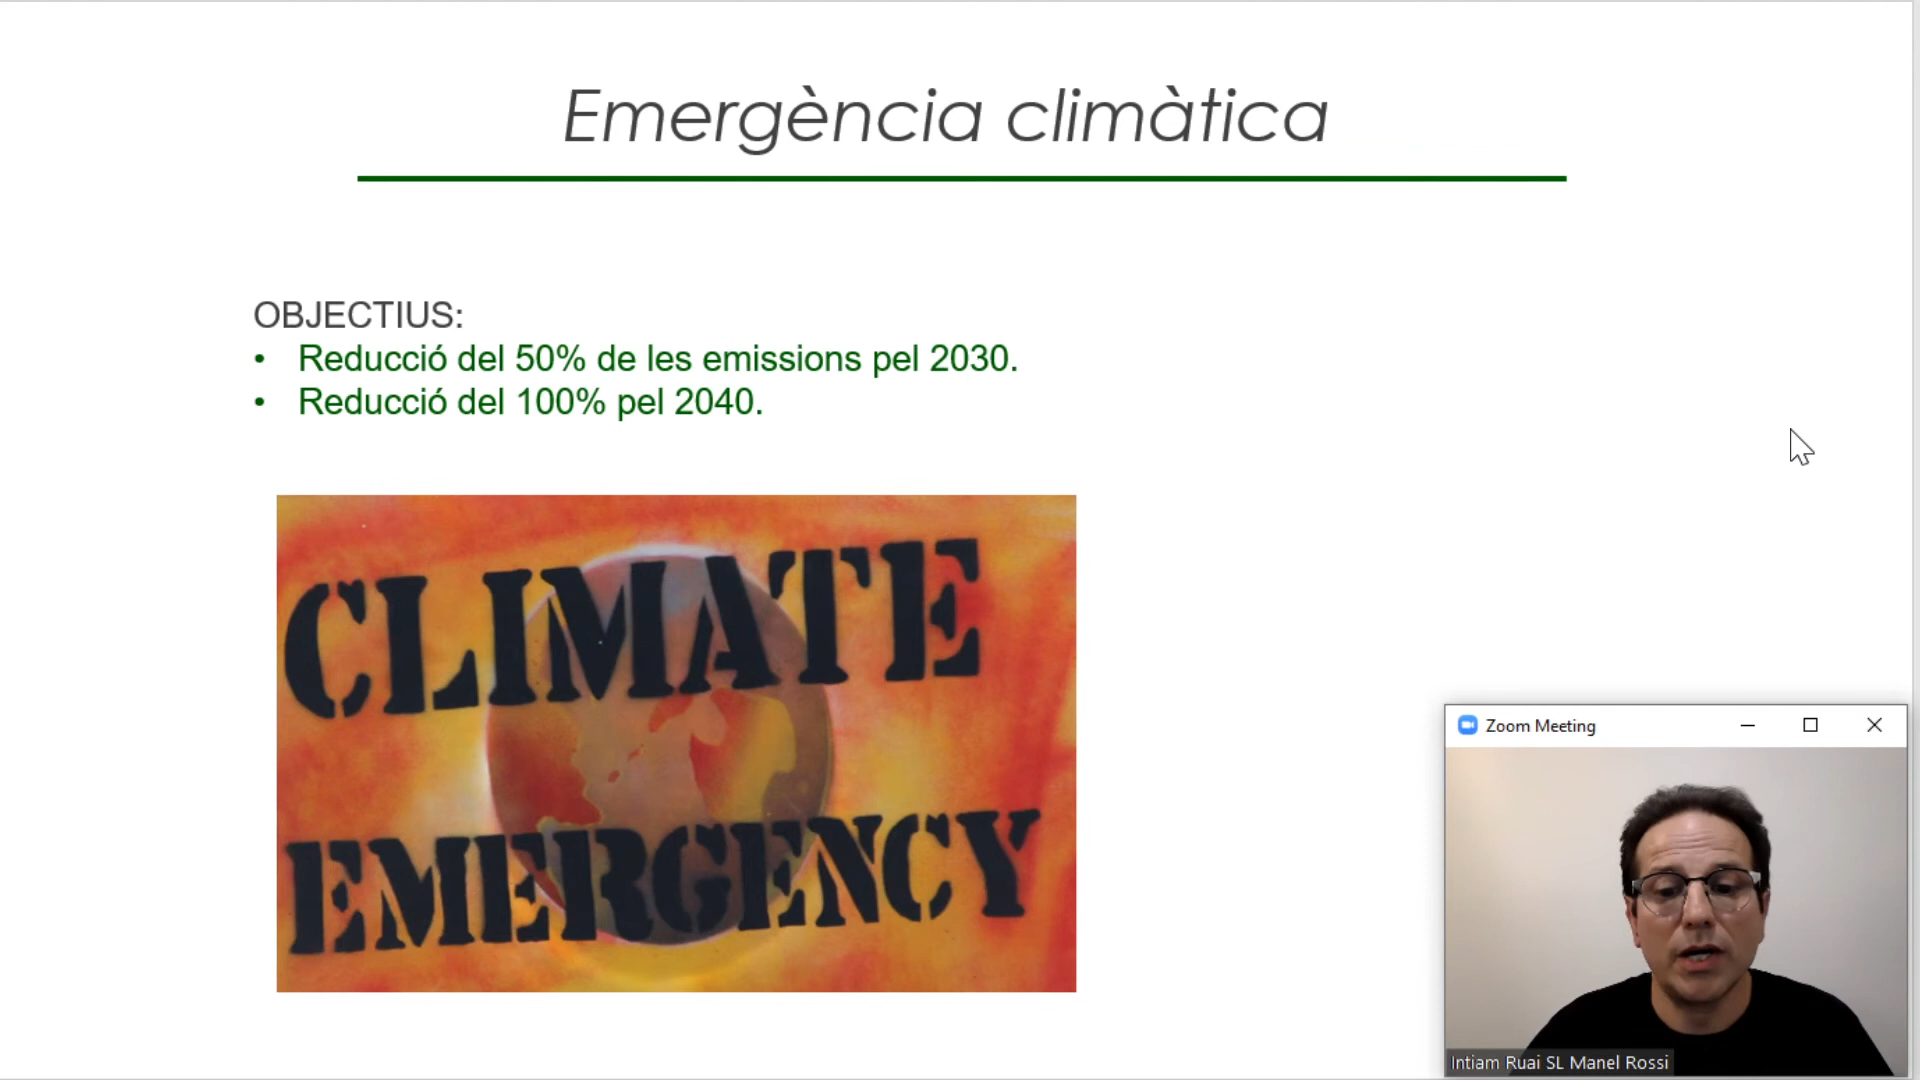 Emergència climàtica
OBJECTIUS:
• Reducció del 50% de les emissions pel 2030.
• Reducció del 100% pel 2040.
CLIMATE
EMERGENCY
Zoom Meeting
Intiam Ruai SL Manel Rossi